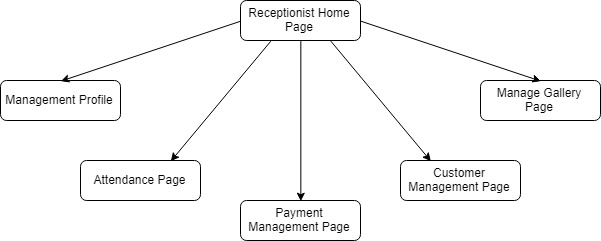 Receptionist Home
Page
Management Profile
Manage Gallery
Page
Attendance Page
Customer
Management Page
Payment
Management Page